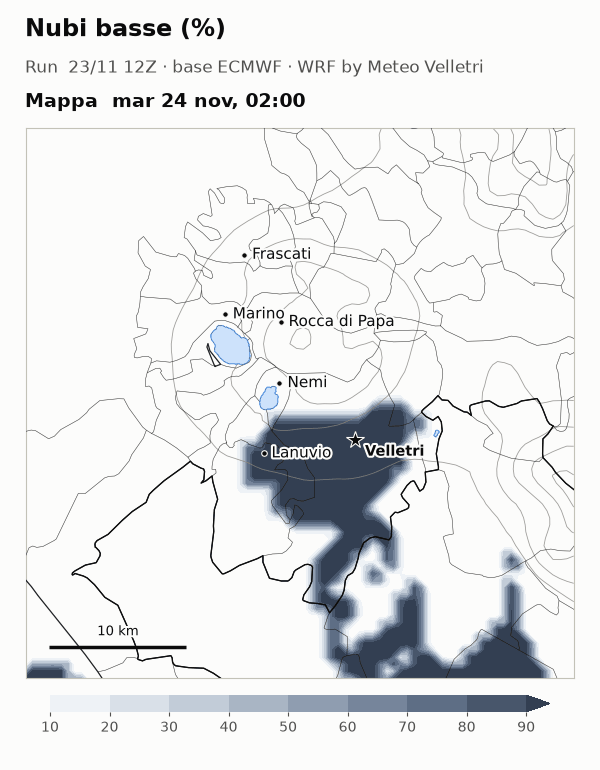 Nubi basse (%)
Run  23/11 12Z · base ECMWF · WRF by Meteo Velletri
Mappa  mar 24 nov, 02:00
Frascati
Marino
Rocca di Papa
Nemi
Lanuvio
Velletri
10 km
10 20 30 40 50 60 70 80 90